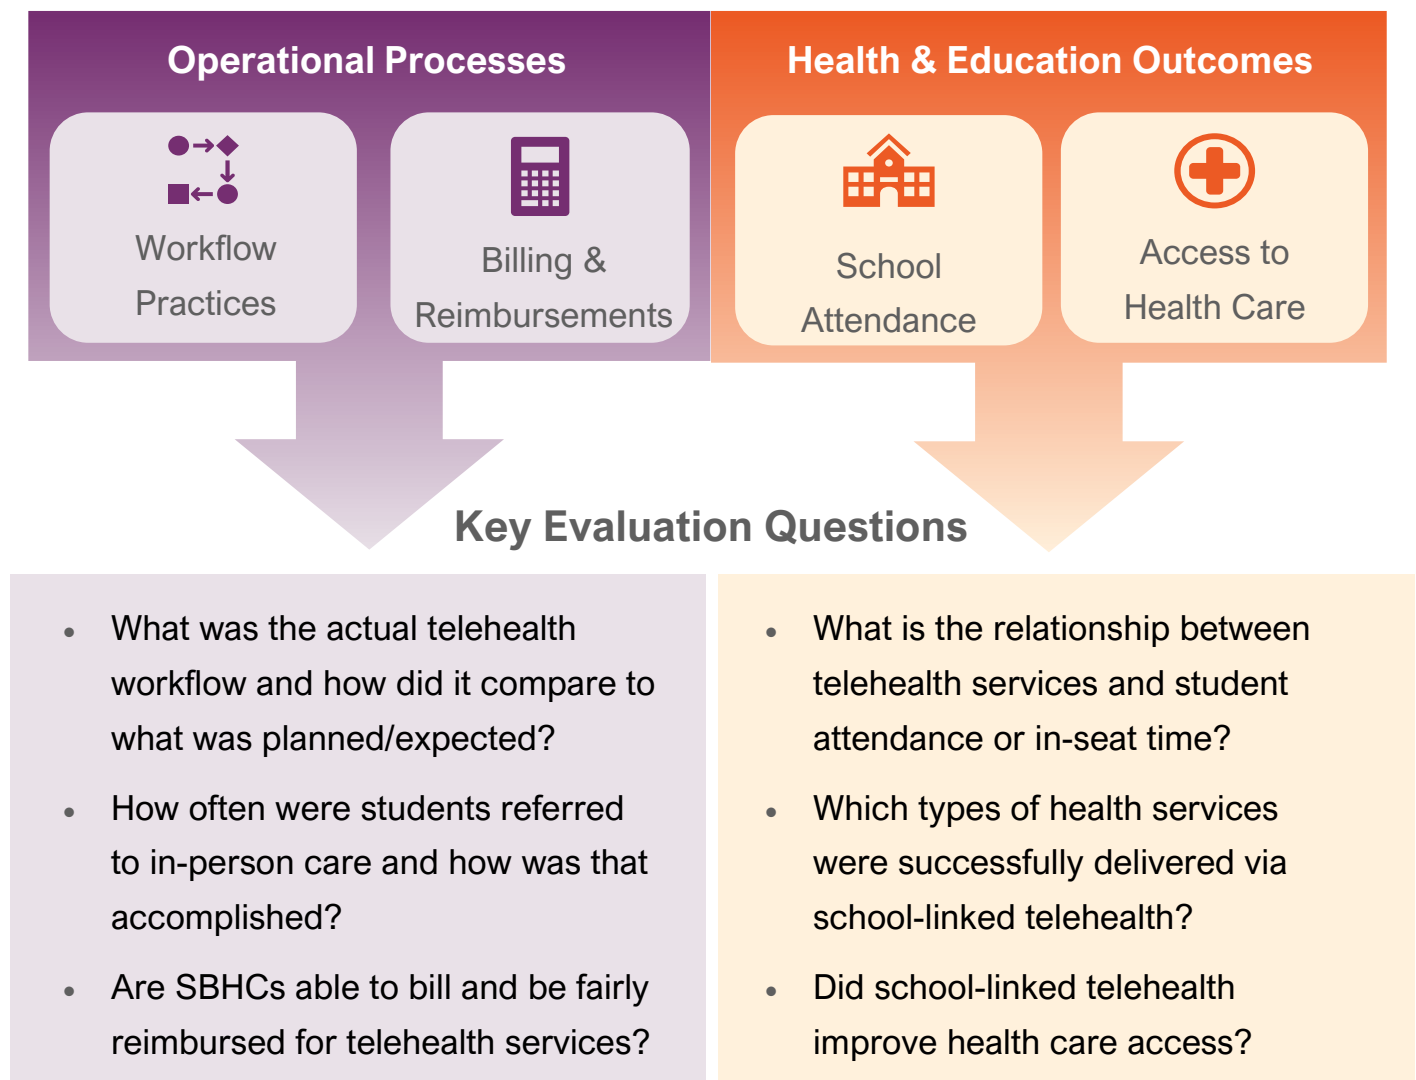 Operational Processes
Health & Education Outcomes
Workflow
Practices
Billing &
Reimbursements
School
Attendance
Access to
Health Care
Key Evaluation Questions
• What was the actual telehealth
workflow and how did it compare to
what was planned/expected?
• How often were students referred
to in-person care and how was that
accomplished?
• Are SBHCs able to bill and be fairly
reimbursed for telehealth services?
• What is the relationship between
telehealth services and student
attendance or in-seat time?
• Which types of health services
were successfully delivered via
school-linked telehealth?
• Did school-linked telehealth
improve health care access?